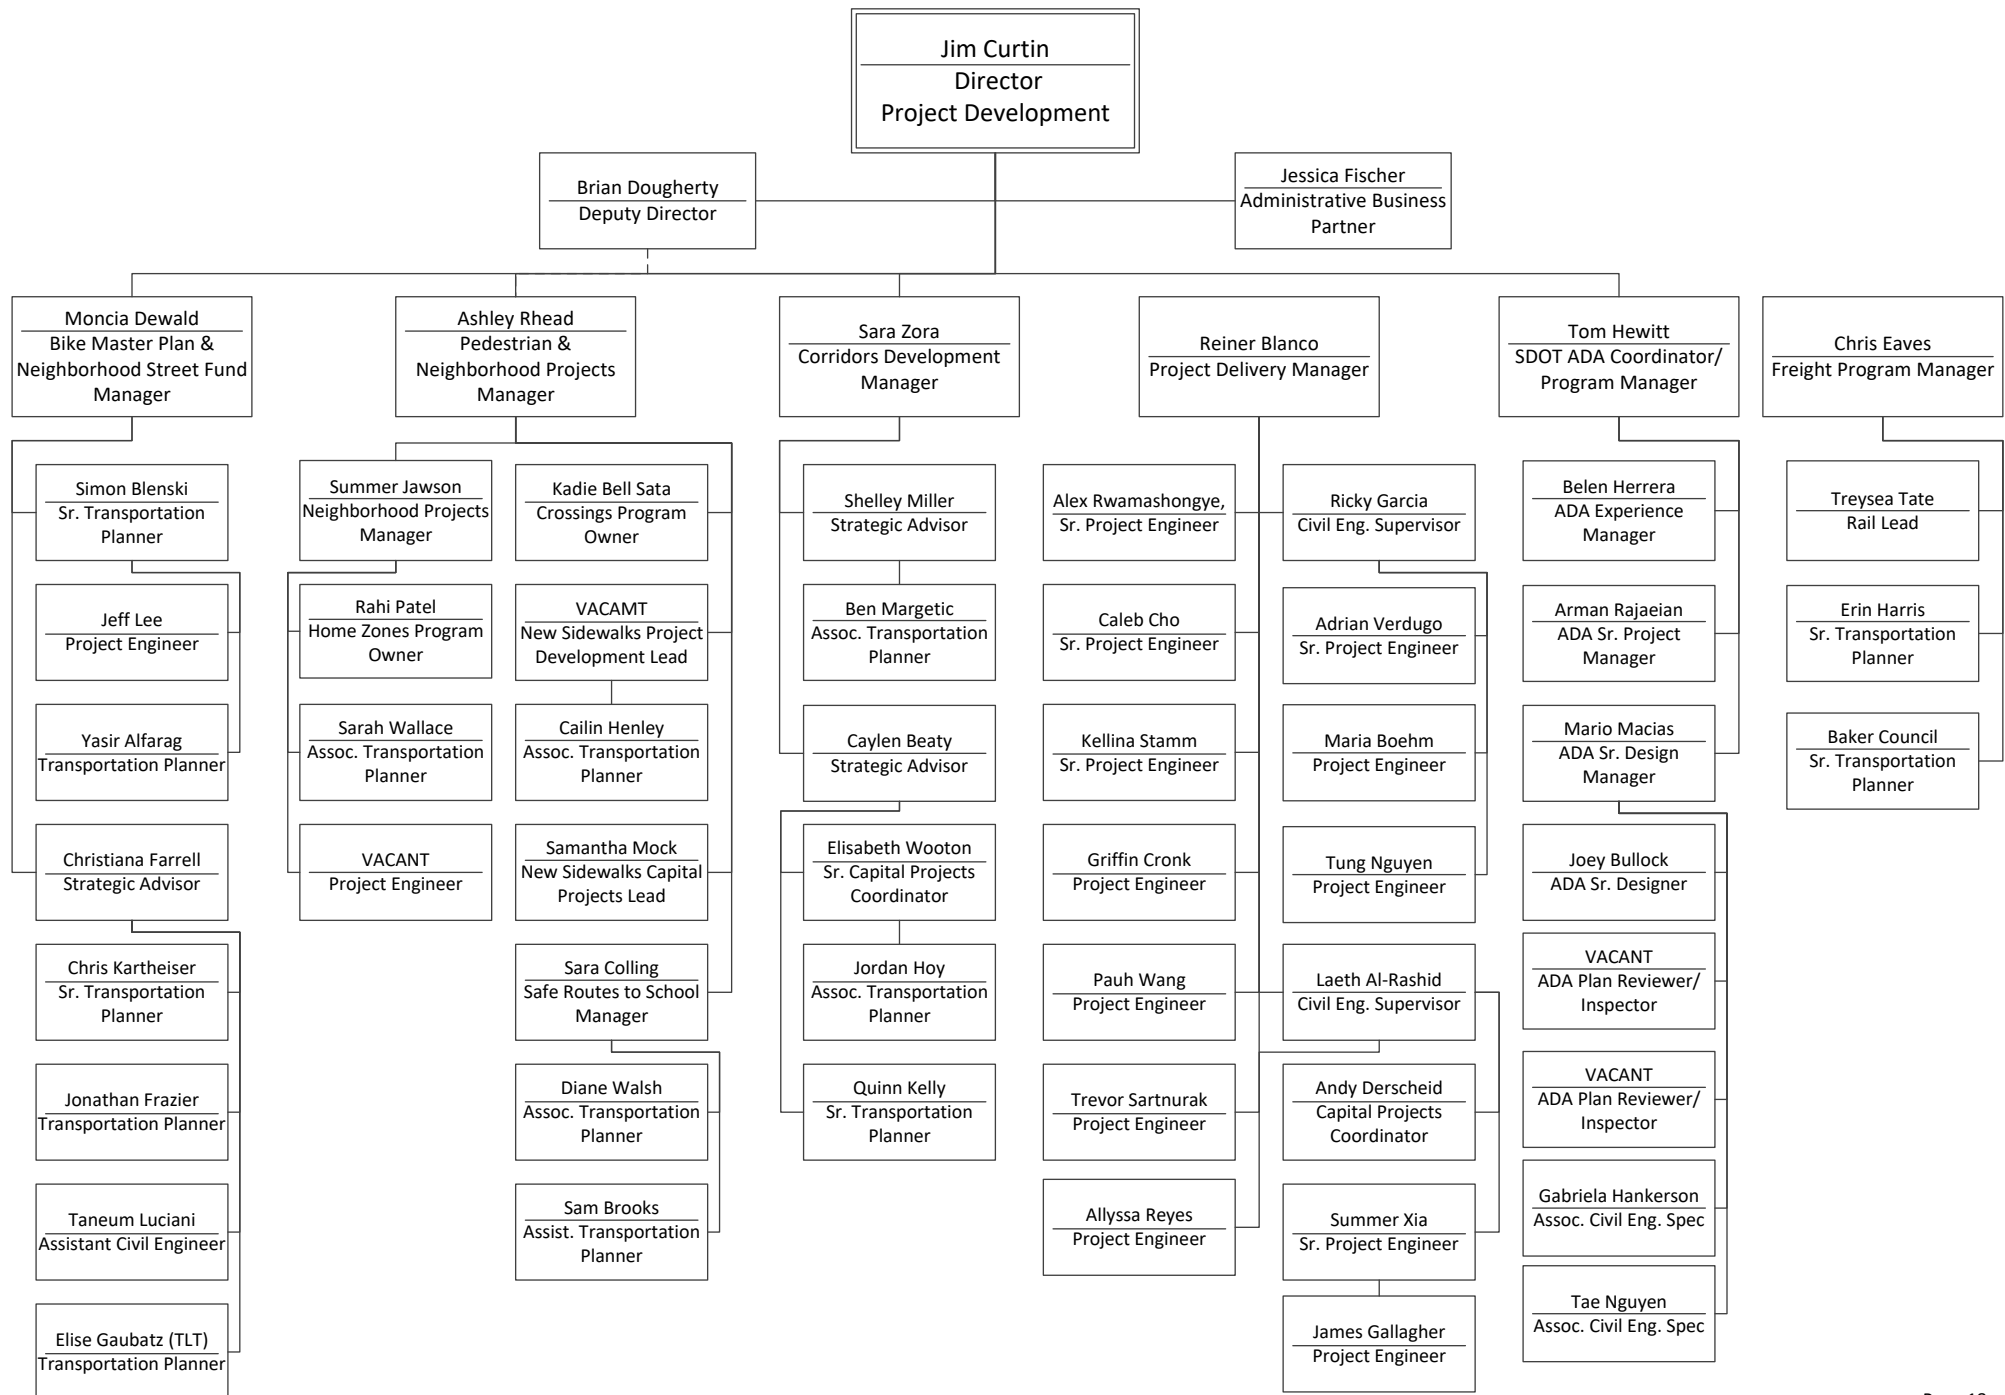 Jim Curtin
Director
Project Development
Brian Dougherty
Deputy Director
Jessica Fischer
Administrative Business
Partner
Moncia Dewald
Bike Master Plan &
Neighborhood Street Fund
Manager
Ashley Rhead
Pedestrian &
Neighborhood Projects
Manager
Sara Zora
Corridors Development
Manager
Reiner Blanco
Project Delivery Manager
Tom Hewitt
SDOT ADA Coordinator/
Program Manager
Chris Eaves
Freight Program Manager
Simon Blenski
Sr. Transportation
Planner
Jeff Lee
Project Engineer
Yasir Alfarag
Transportation Planner
Christiana Farrell
Strategic Advisor
Chris Kartheiser
Sr. Transportation
Planner
Jonathan Frazier
Transportation Planner
Taneum Luciani
Assistant Civil Engineer
Elise Gaubatz (TLT)
Transportation Planner
Summer Jawson
Neighborhood Projects
Manager
Rahi Patel
Home Zones Program
Owner
Sarah Wallace
Assoc. Transportation
Planner
VACANT
Project Engineer
Kadie Bell Sata
Crossings Program
Owner
VACAMT
New Sidewalks Project
Development Lead
Cailin Henley
Assoc. Transportation
Planner
Samantha Mock
New Sidewalks Capital
Projects Lead
Sara Colling
Safe Routes to School
Manager
Diane Walsh
Assoc. Transportation
Planner
Sam Brooks
Assist. Transportation
Planner
Shelley Miller
Strategic Advisor
Ben Margetic
Assoc. Transportation
Planner
Caylen Beaty
Strategic Advisor
Elisabeth Wooton
Sr. Capital Projects
Coordinator
Jordan Hoy
Assoc. Transportation
Planner
Quinn Kelly
Sr. Transportation
Planner
Alex Rwamashongye,
Sr. Project Engineer
Caleb Cho
Sr. Project Engineer
Kellina Stamm
Sr. Project Engineer
Griffin Cronk
Project Engineer
Pauh Wang
Project Engineer
Trevor Sartnurak
Project Engineer
Allyssa Reyes
Project Engineer
Ricky Garcia
Civil Eng. Supervisor
Adrian Verdugo
Sr. Project Engineer
Maria Boehm
Project Engineer
Tung Nguyen
Project Engineer
Laeth Al-Rashid
Civil Eng. Supervisor
Andy Derscheid
Capital Projects
Coordinator
Summer Xia
Sr. Project Engineer
James Gallagher
Project Engineer
Belen Herrera
ADA Experience
Manager
Arman Rajaeian
ADA Sr. Project
Manager
Mario Macias
ADA Sr. Design
Manager
Joey Bullock
ADA Sr. Designer
VACANT
ADA Plan Reviewer/
Inspector
VACANT
ADA Plan Reviewer/
Inspector
Gabriela Hankerson
Assoc. Civil Eng. Spec
Tae Nguyen
Assoc. Civil Eng. Spec
Treysea Tate
Rail Lead
Erin Harris
Sr. Transportation
Planner
Baker Council
Sr. Transportation
Planner